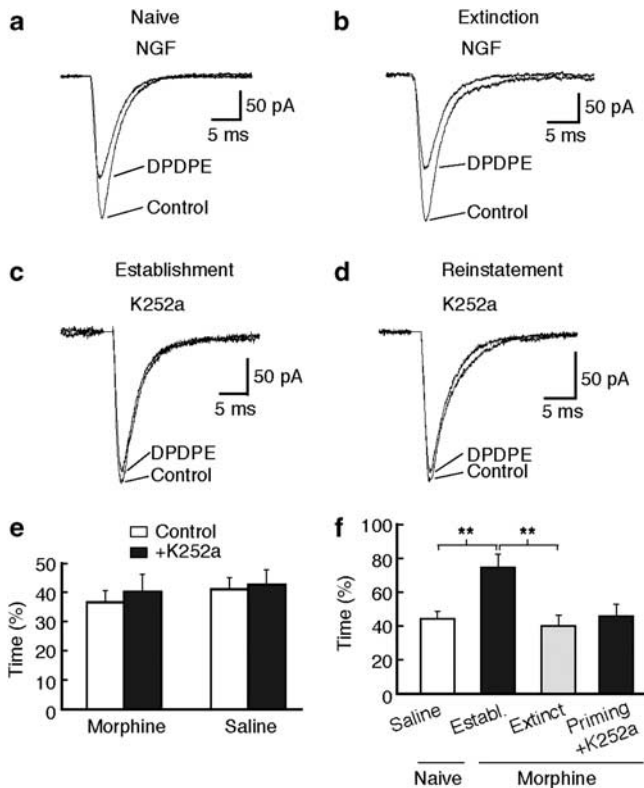 a
Naive
NGF
50 pA
5 ms
DPDPE
Control
b
Extinction
NGF
50 pA
5 ms
DPDPE
Control
c
Establishment
K252a
50 pA
5 ms
DPDPE
Control
d
Reinstatement
K252a
50 pA
5 ms
DPDPE
Control
e
Control
+K252a
Time (%)
50
40
30
20
10
0
Morphine
Saline
f
**
**
Time (%)
100
80
60
40
20
0
Saline
Establ.
Extinct
Priming
+K252a
Naive
Morphine